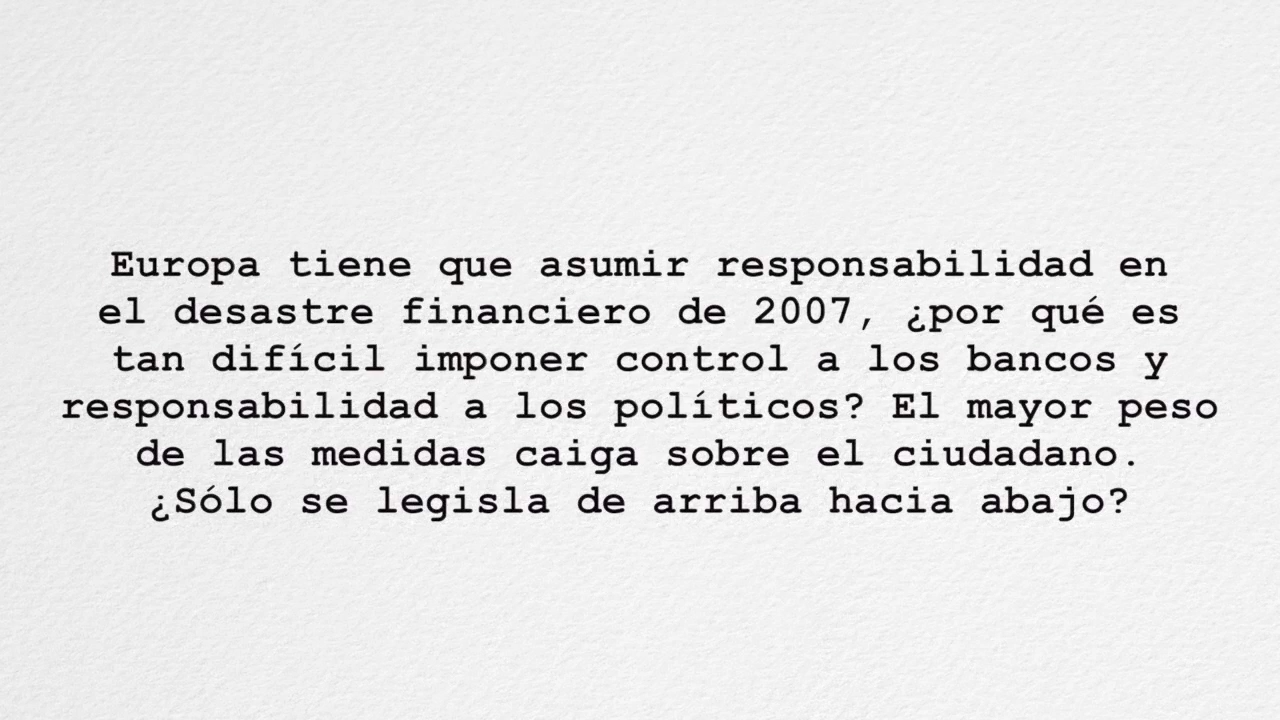 Europa tiene que asumir responsabilidad en
el desastre financiero de 2007, ¿por qué es
tan difícil imponer control a los bancos y
responsabilidad a los políticos? El mayor peso
de las medidas caiga sobre el ciudadano.
¿Sólo se legisla de arriba hacia abajo?